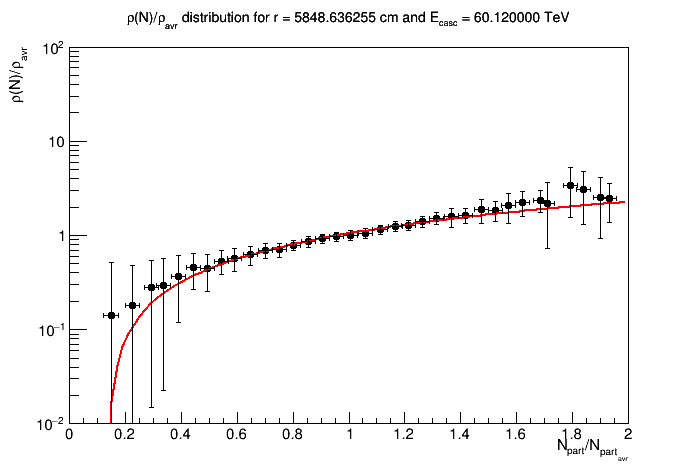 ρ(N)/ρavr distribution for r = 5848.636255 cm and Ecasc = 60.120000 TeV
ρ(N)/ρavr
10²
10
1
10⁻¹
10⁻²
0 0.2 0.4 0.6 0.8 1 1.2 1.4 1.6 1.8 2
Npart/Npartavr